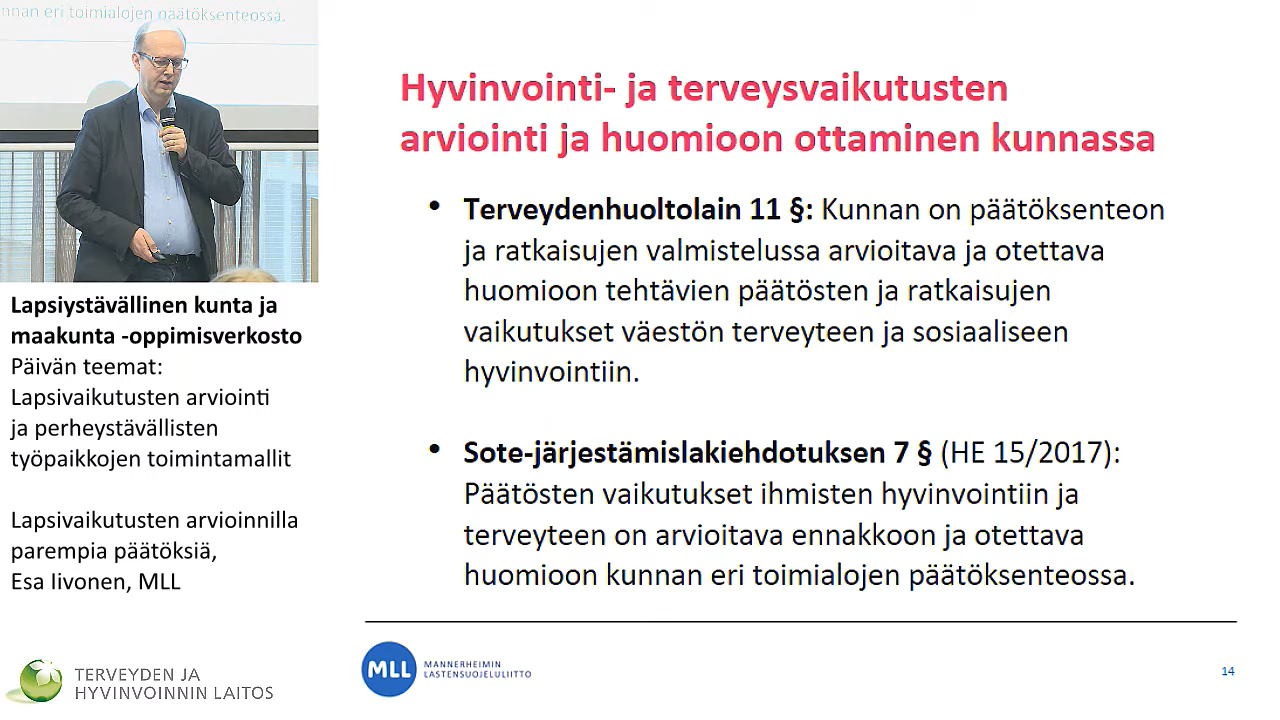 nnan eri toimialojen päätöksenteossa.
Lapsiystävällinen kunta ja
maakunta -oppimisverkosto
Päivän teemat:
Lapsivaikutusten arviointi
ja perheystävällisten
työpaikkojen toimintamallit
Lapsivaikutusten arvioinnilla
parempia päätöksiä,
Esa Iivonen, MLL
TERVEYDEN JA
HYVINVOINNIN LAITOS
Hyvinvointi- ja terveysvaikutusten
arviointi ja huomioon ottaminen kunnassa
• Terveydenhuoltolain 11 §: Kunnan on päätöksenteon
ja ratkaisujen valmistelussa arvioitava ja otettava
huomioon tehtävien päätösten ja ratkaisujen
vaikutukset väestön terveyteen ja sosiaaliseen
hyvinvointiin.
• Sote-järjestämislakiehdotuksen 7 § (HE 15/2017):
Päätösten vaikutukset ihmisten hyvinvointiin ja
terveyteen on arvioitava ennakkoon ja otettava
huomioon kunnan eri toimialojen päätöksenteossa.
MLL
MANNERHEIMIN
LASTENSUOJELULIITTO
14